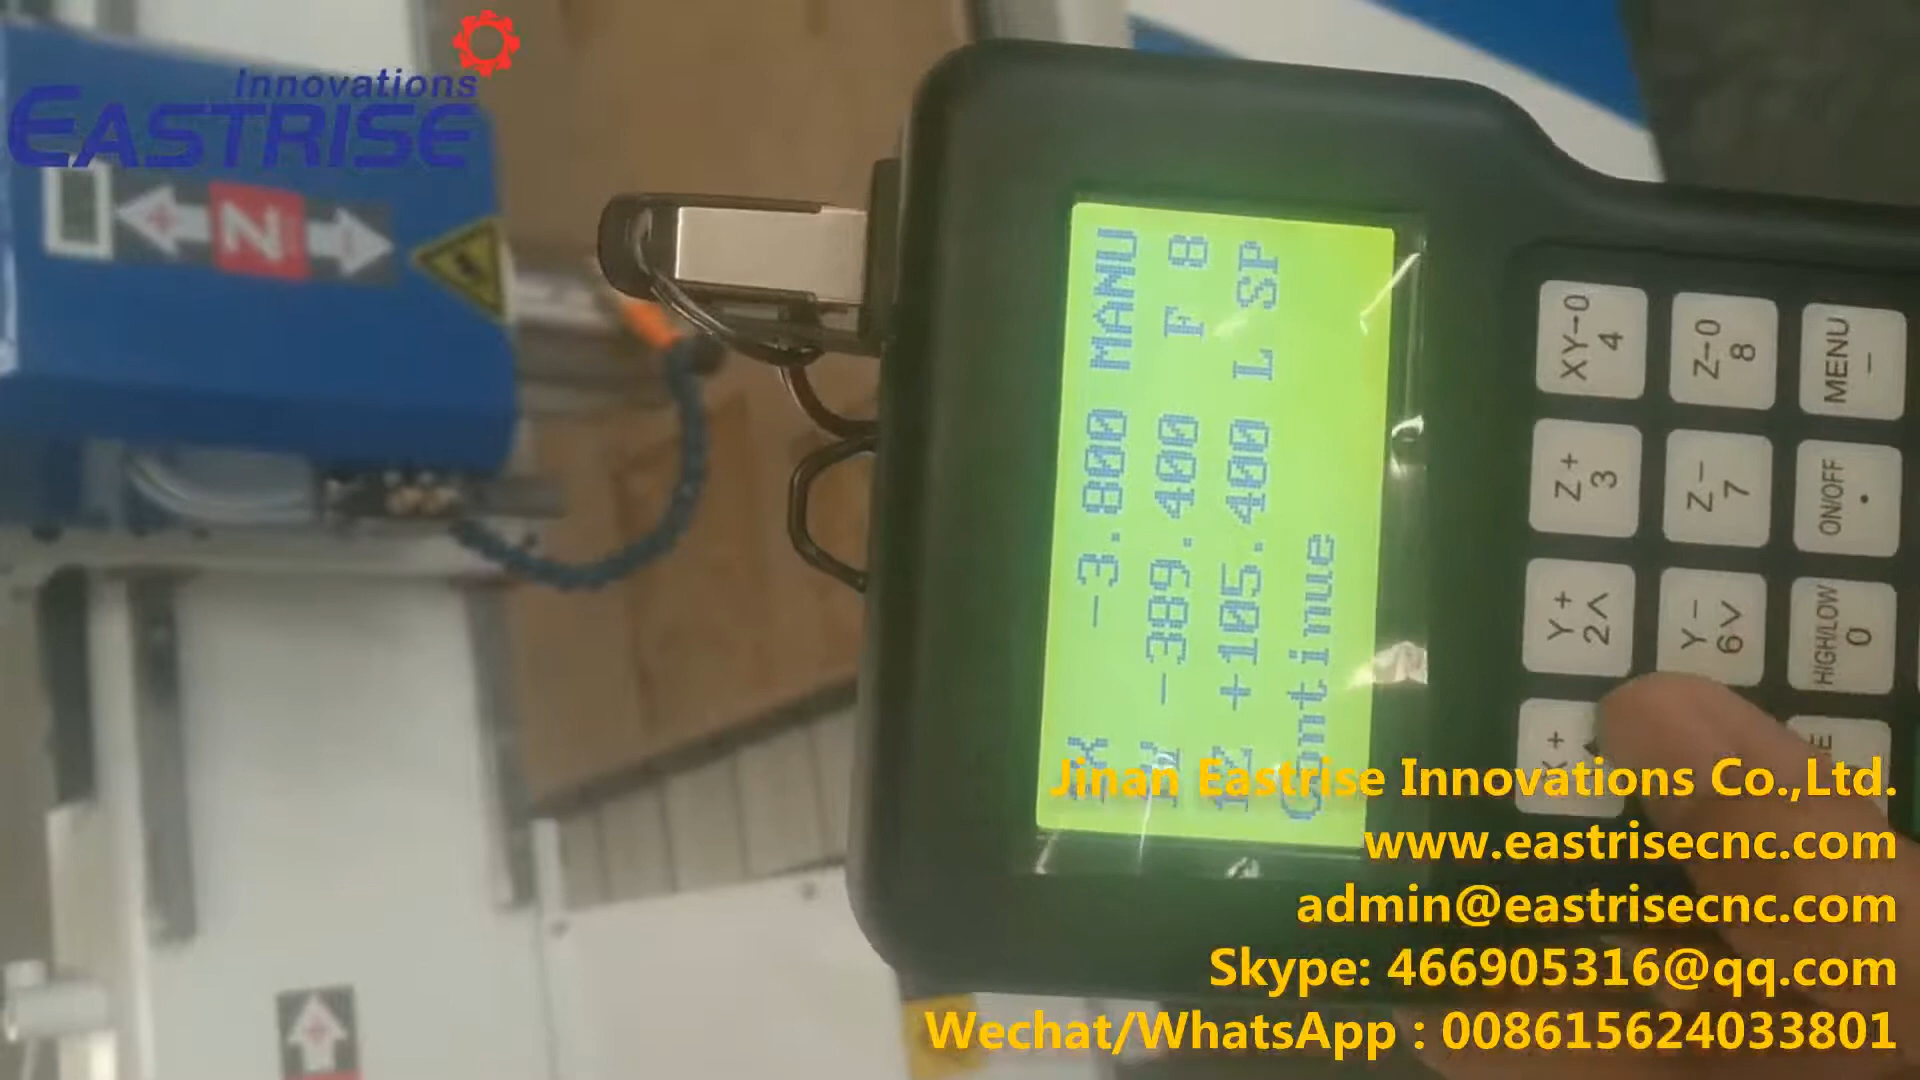 Innovations
EASTRISE
Z
MANU
-3.800
Y -389.400 F 8
1Z +105.400 L SP
Continue
XY-0
4
Z-0
8
MENU
-
Z+
3
Z-
7
ON/OFF
•
Y+
2^
Y-
6v
HIGH/LOW
0
X+
Jinan Eastrise Innovations Co.,Ltd.
www.eastrisecnc.com
admin@eastrisecnc.com
Skype: 466905316@qq.com
Wechat/WhatsApp : 008615624033801